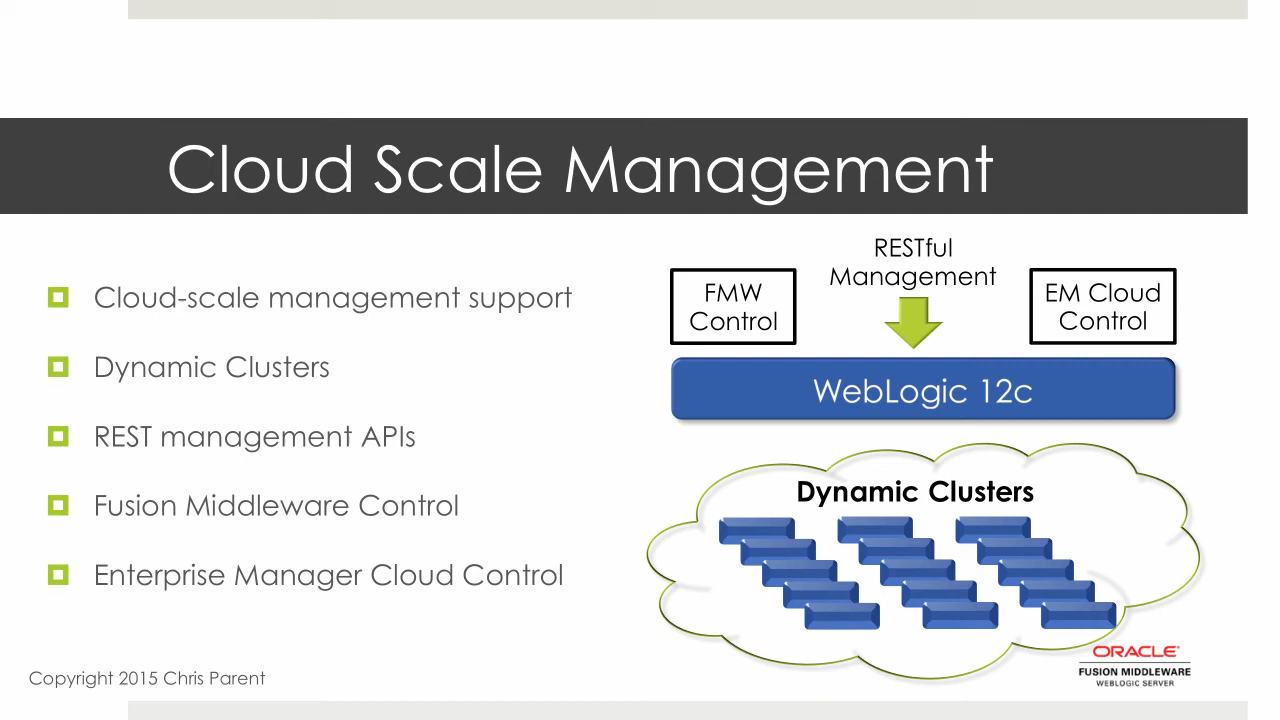 Cloud Scale Management
Cloud-scale management support
Dynamic Clusters
REST management APIs
Fusion Middleware Control
Enterprise Manager Cloud Control
RESTful
Management
FMW
Control
EM Cloud
Control
WebLogic 12c
Dynamic Clusters
ORACLE®
FUSION MIDDLEWARE
WEBLOGIC SERVER
Copyright 2015 Chris Parent